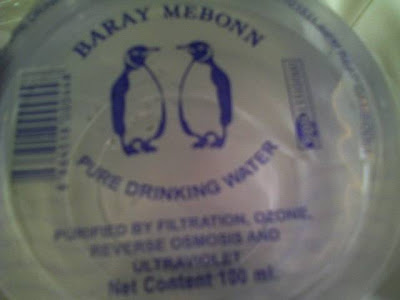 BARAY MEBONN
PURE DRINKING WATER
PURIFIED BY FILTRATION, OZONE,
REVERSE OSMOSIS AND
ULTRAVIOLET
Net Content 100 ml.